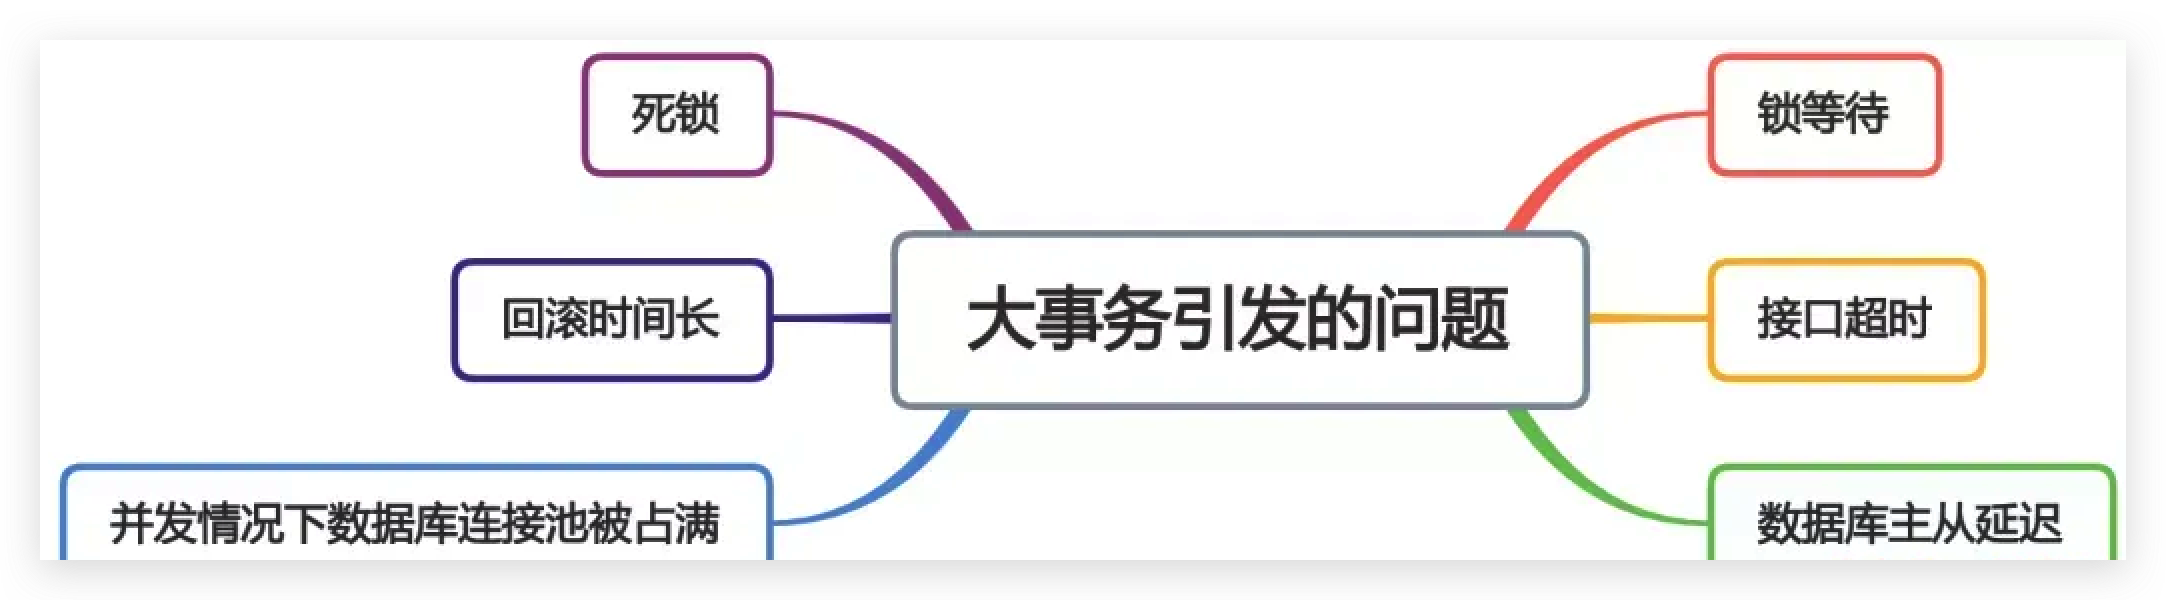 死锁
锁等待
回滚时间长
大事务引发的问题
接口超时
并发情况下数据库连接池被占满
数据库主从延迟